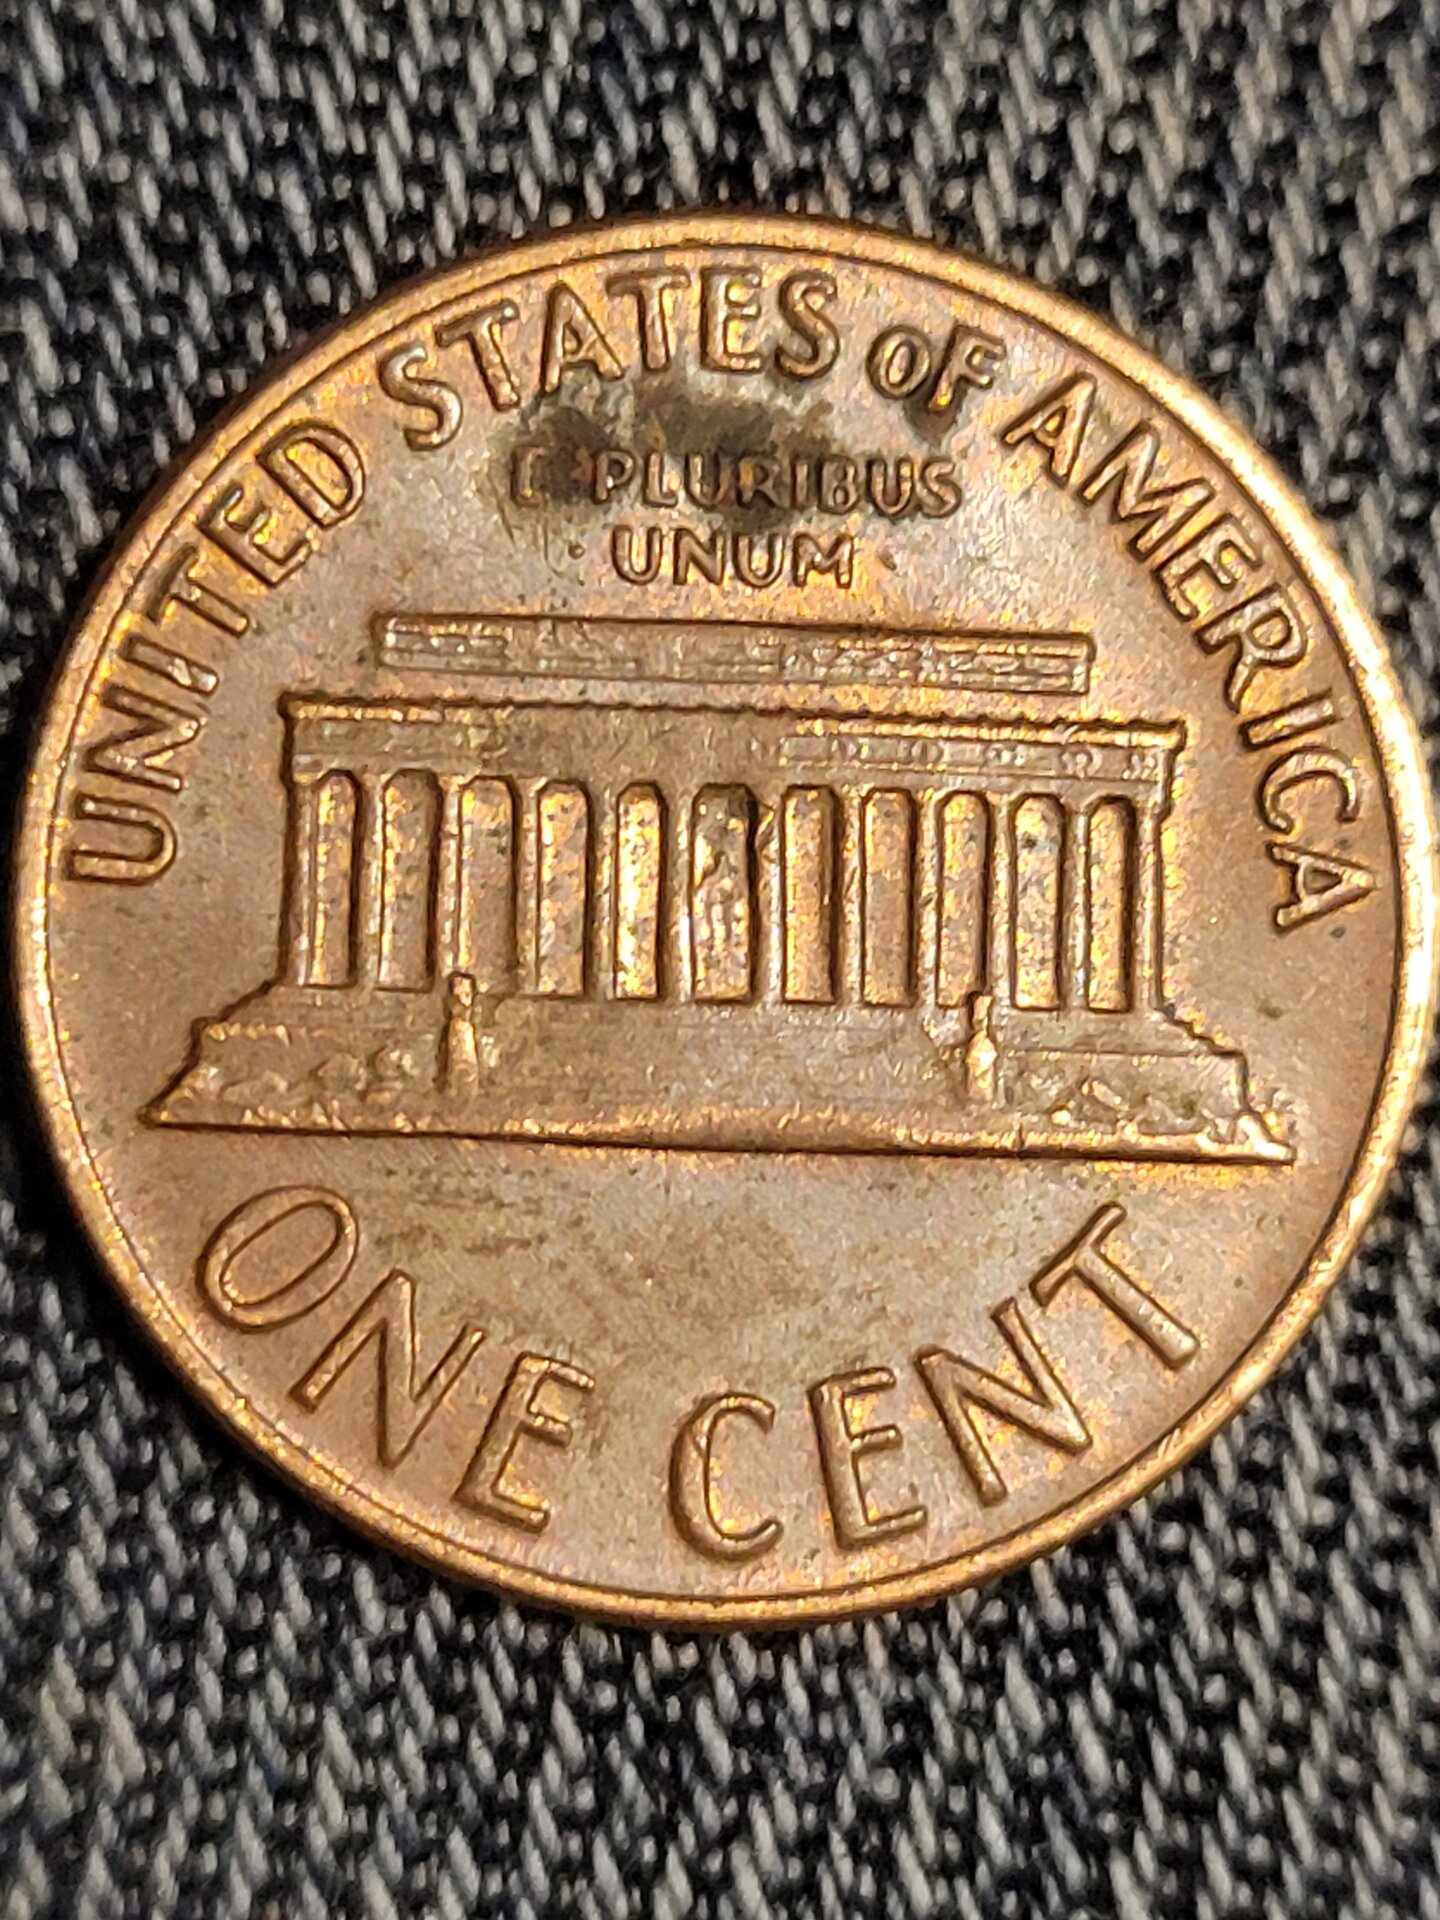 UNITED STATES OF AMERICA
E PLURIBUS
UNUM
ONE CENT